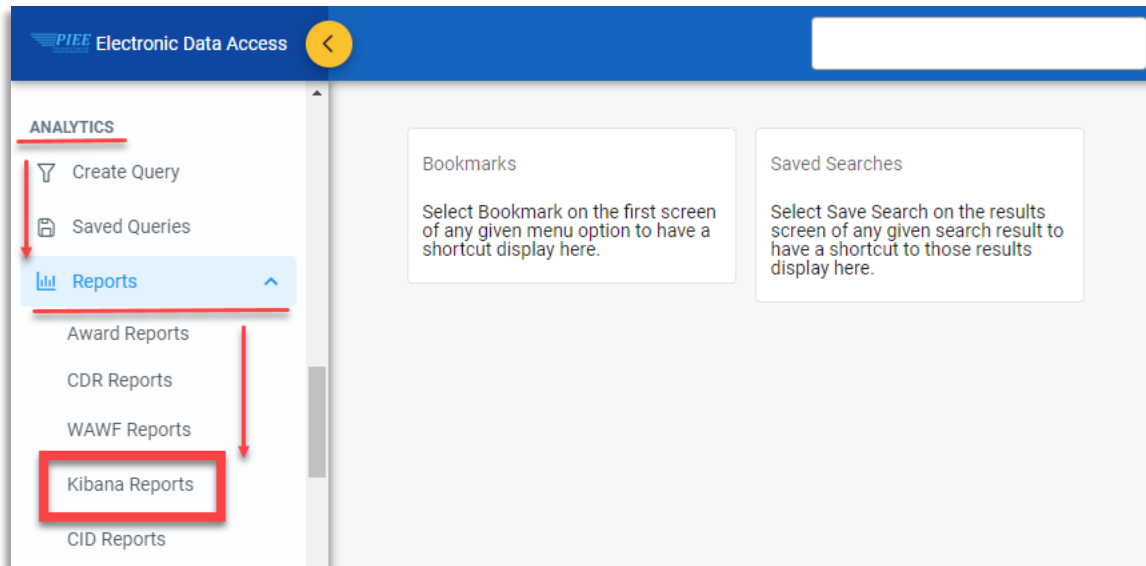 PIEE Electronic Data Access
ANALYTICS
Create Query
Saved Queries
Reports
Award Reports
CDR Reports
WAWF Reports
Kibana Reports
CID Reports
Bookmarks
Select Bookmark on the first screen
of any given menu option to have a
shortcut display here.
Saved Searches
Select Save Search on the results
screen of any given search result to
have a shortcut to those results
display here.